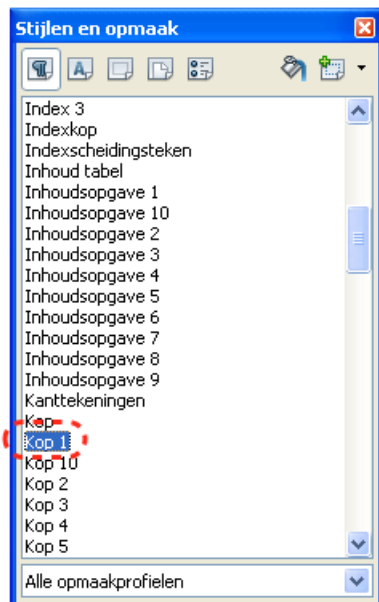 Stijlen en opmaak
Index 3
Indexkop
Indexscheidingsteken
Inhoud tabel
Inhoudsopgave 1
Inhoudsopgave 10
Inhoudsopgave 2
Inhoudsopgave 3
Inhoudsopgave 4
Inhoudsopgave 5
Inhoudsopgave 6
Inhoudsopgave 7
Inhoudsopgave 8
Inhoudsopgave 9
Kanttekeningen
Kop
Kop 1
Kop 10
Kop 2
Kop 3
Kop 4
Kop 5
Alle opmaakprofielen